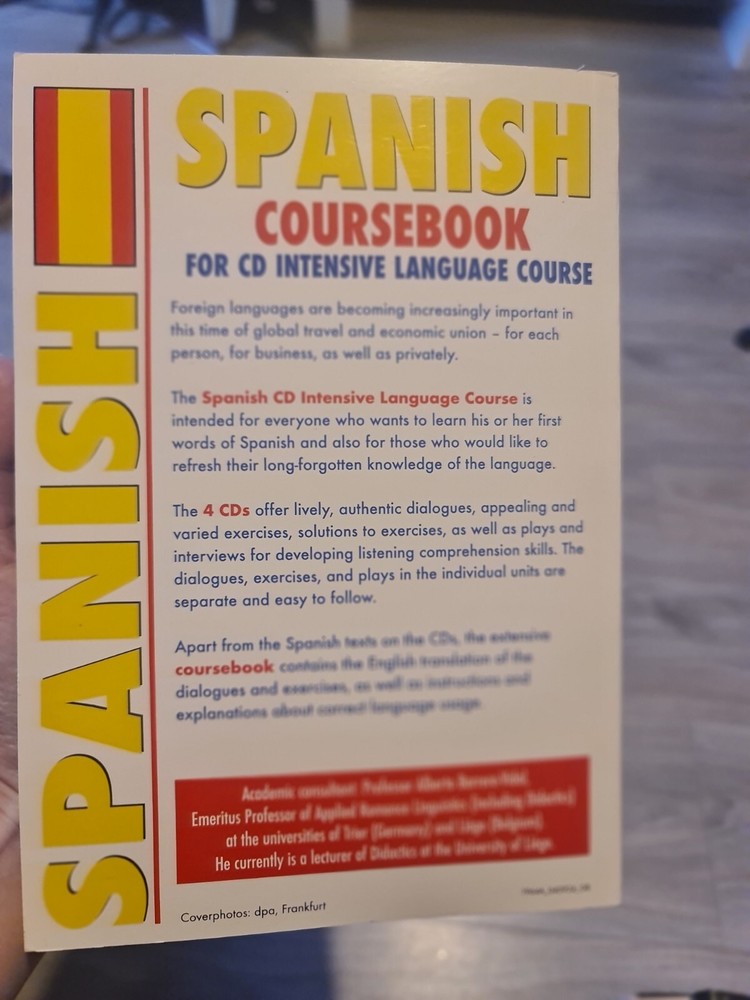 SPANISH
SPANISH
COURSEBOOK
FOR CD INTENSIVE LANGUAGE COURSE
Foreign languages are becoming increasingly important in
this time of global travel and economic union – for each
person, for business, as well as privately.
The Spanish CD Intensive Language Course is
intended for everyone who wants to learn his or her first
words of Spanish and also for those who would like to
refresh their long-forgotten knowledge of the language.
The 4 CDs offer lively, authentic dialogues, appealing and
varied exercises, solutions to exercises, as well as plays and
interviews for developing listening comprehension skills. The
dialogues, exercises, and plays in the individual units are
separate and easy to follow.
Apart from the Spanish texts on the CDs, the extensive
coursebook contains the English translation of the
dialogues and exercises, as well as instructions and
explanations about correct language usage.
Academic consultant: Professor Alberto
Emeritus Professor of Applied Romance Linguistics (including Didactics)
at the universities of Trier (Germany) and Liège (Belgium).
He currently is a lecturer of Didactics at the University of Liège.
Coverphotos: dpa, Frankfurt